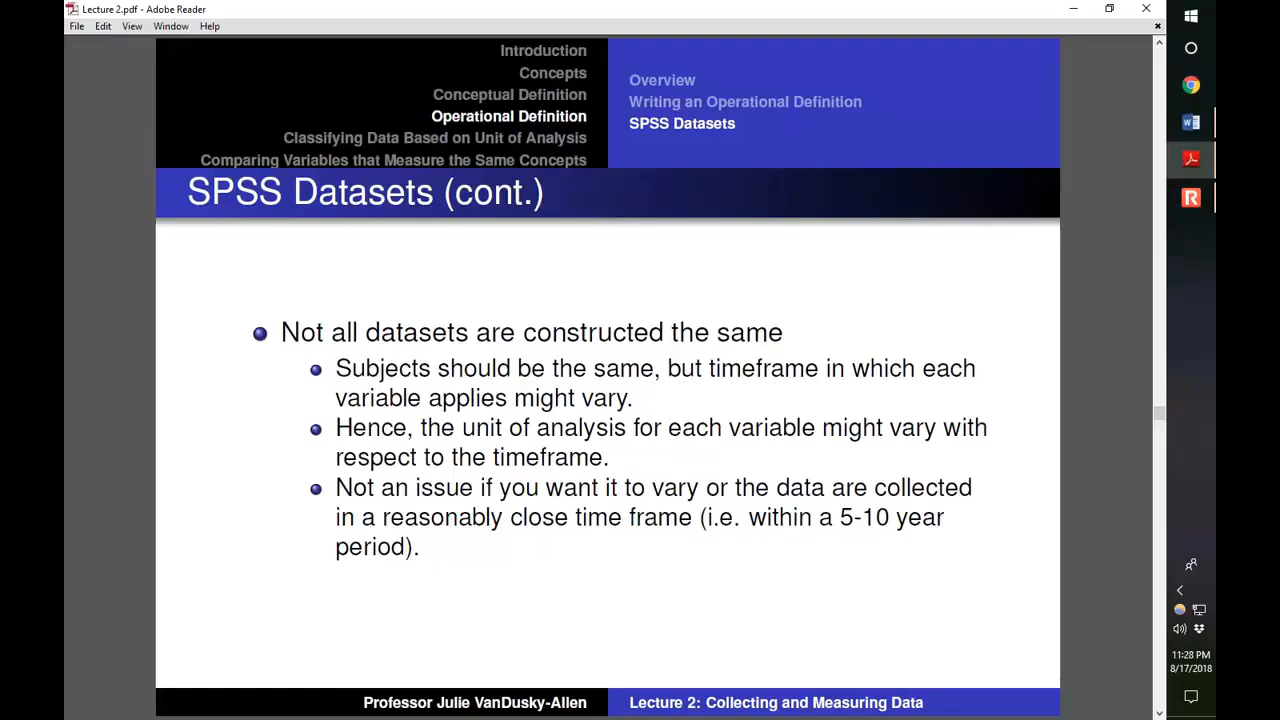 Lecture 2.pdf - Adobe Reader
File Edit View Window Help
Introduction
Concepts
Conceptual Definition
Operational Definition
Classifying Data Based on Unit of Analysis
Comparing Variables that Measure the Same Concepts
Overview
Writing an Operational Definition
SPSS Datasets
SPSS Datasets (cont.)
Not all datasets are constructed the same
Subjects should be the same, but timeframe in which each
variable applies might vary.
Hence, the unit of analysis for each variable might vary with
respect to the timeframe.
Not an issue if you want it to vary or the data are collected
in a reasonably close time frame (i.e. within a 5-10 year
period).
Professor Julie VanDusky-Allen
Lecture 2: Collecting and Measuring Data
11:28 PM
8/17/2018